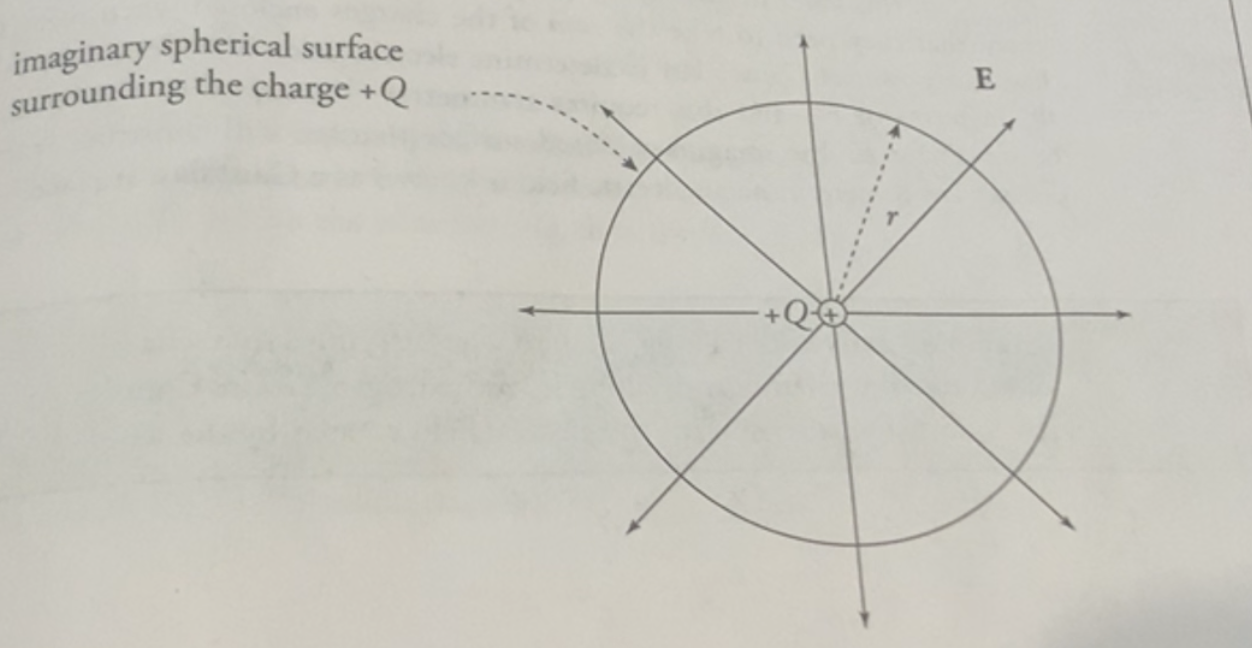 imaginary spherical surface
surrounding the charge +Q
E
r
+Q
+